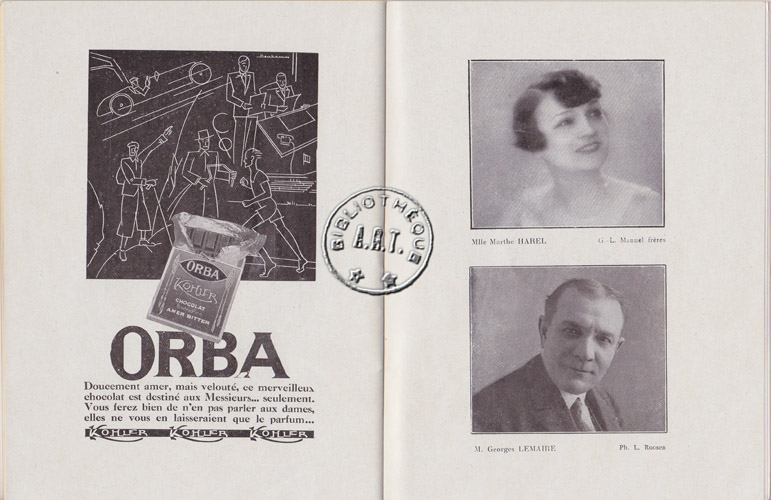 ORBA
KOHLER
CHOCOLAT
AMER BITTER
ORBA
Doucement amer, mais velouté, ce merveilleux
chocolat est destiné aux Messieurs... seulement.
Vous ferez bien de n'en pas parler aux dames,
elles ne vous en laisseraient que le parfum...
KOHLER KOHLER KOHLER
BIBLIOTHÈQUE
A.R.T.
Mlle Marthe HAREL G.-L. Manuel frères
M. Georges LEMAIRE Ph. L. Roosen